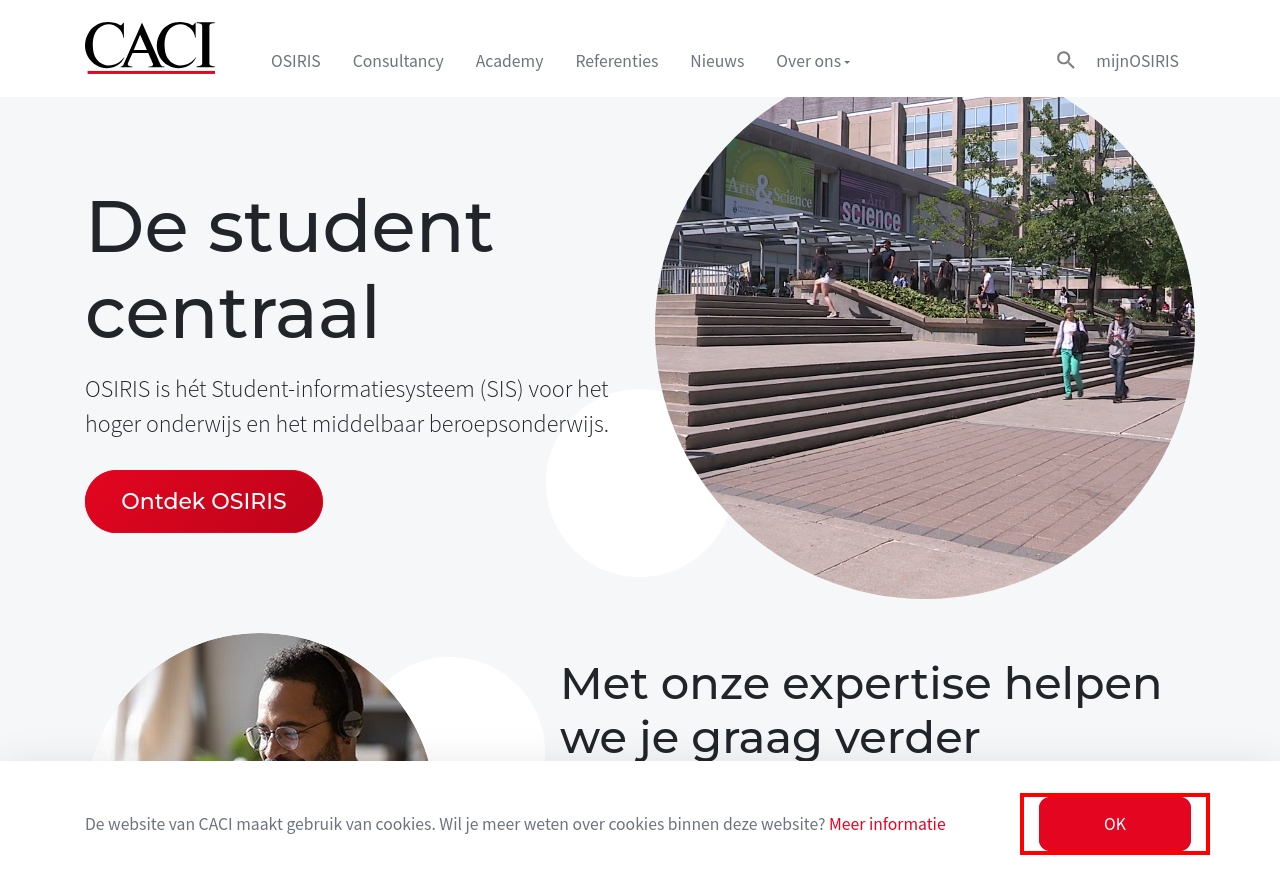 CACI
OSIRIS
Consultancy
Academy
Referenties
Nieuws
Over ons
mijnOSIRIS
Arts & Science
Arts
science
De student
centraal
OSIRIS is hét Student-informatiesysteem (SIS) voor het
hoger onderwijs en het middelbaar beroepsonderwijs.
Ontdek OSIRIS
Met onze expertise helpen
we je graag verder
De website van CACI maakt gebruik van cookies. Wil je meer weten over cookies binnen deze website? Meer informatie
OK